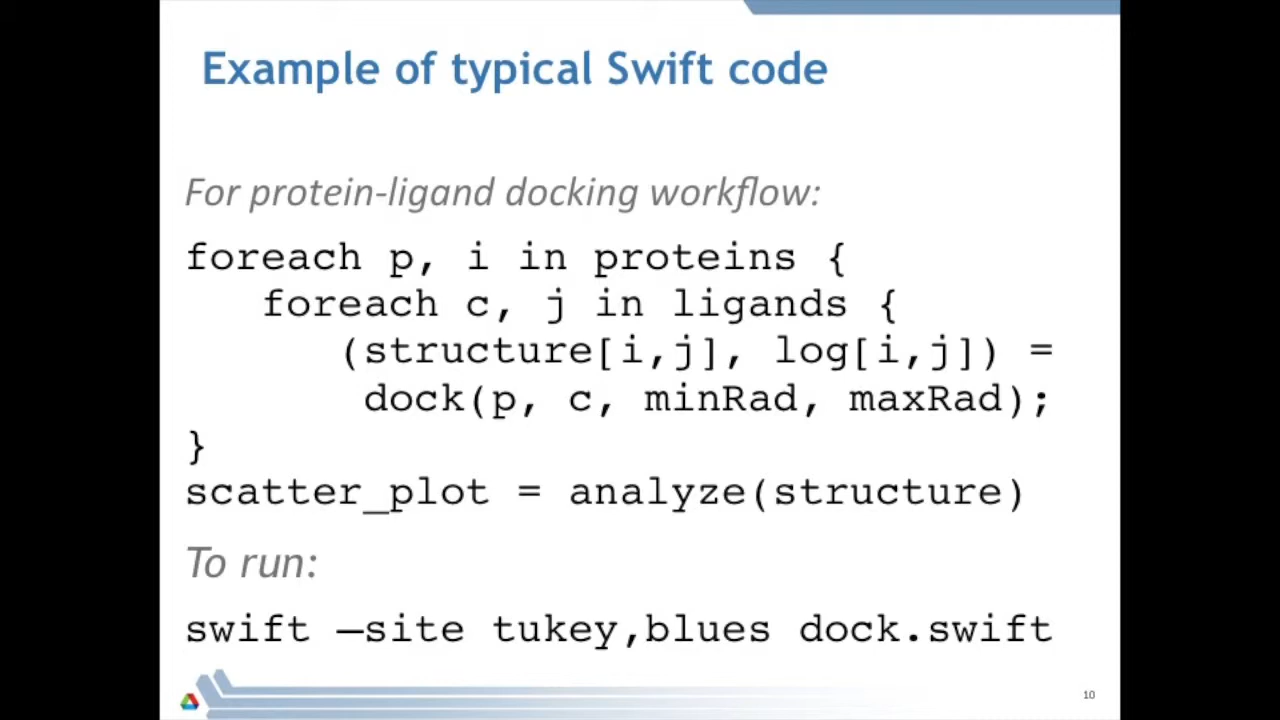 Example of typical Swift code
For protein-ligand docking workflow:
foreach p, i in proteins {
foreach c, j in ligands {
(structure[i,j], log[i,j]) =
dock(p, c, minRad, maxRad);
}
scatter_plot = analyze(structure)
To run:
swift –site tukey,blues dock.swift
10